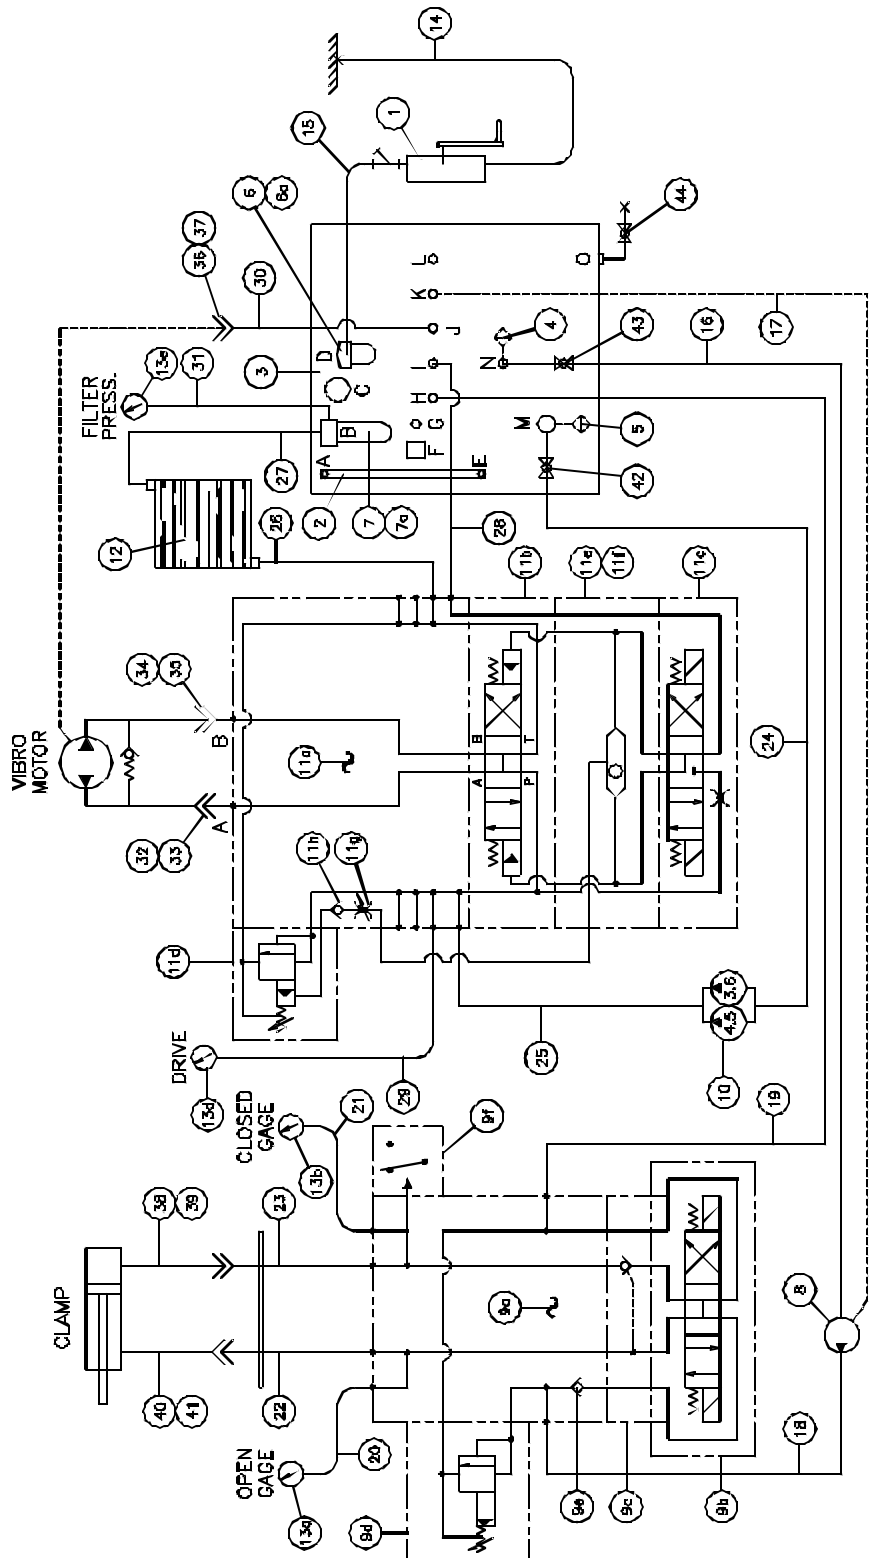 VIBRO
MOTOR
CLAMP
FILTER
PRESS.
12
40
38
32
34
13e
41
39
11d
33
35
31
DRIVE
36
37
13d
A
B
OPEN
GAGE
CLOSED
GAGE
3
30
6
6a
22
23
26
27
13a
13b
11a
11h
15
2
A
D
B
C
21
11g
9d
20
7
7a
1
29
F
G
H
I
J
K
L
14
A
B
E
9f
9a
28
N
P
T
11b
M
25
4
9e
11e
11f
O
9c
42
5
43
44
11c
9b
10
4.5
3.6
16
24
19
17
18
8